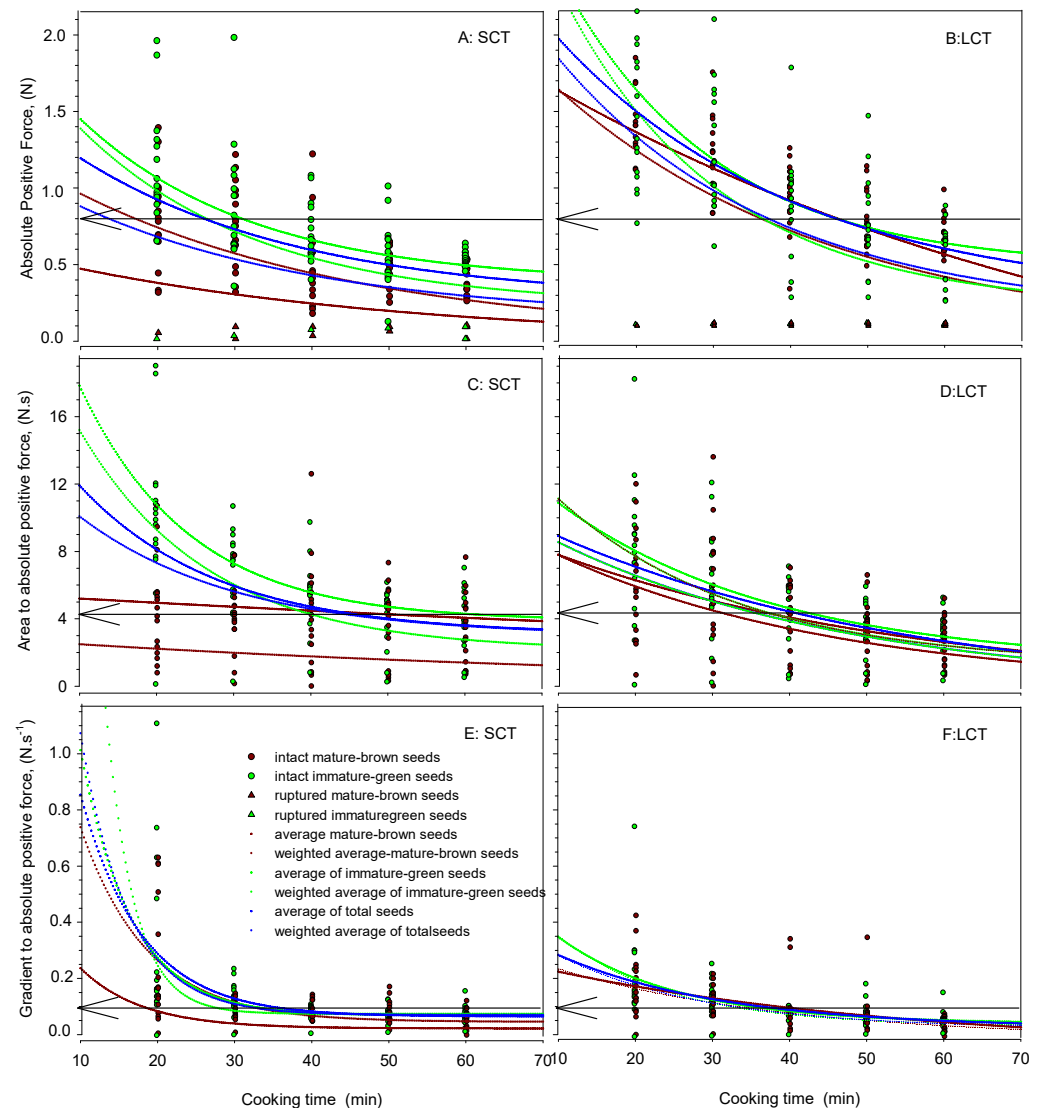 A: SCT
B:LCT
Absolute Positive Force, (N)
2.0
1.5
1.0
0.5
0.0
C: SCT
D:LCT
Area to absolute positive force, (N.s)
16
12
8
4
0
E: SCT
F:LCT
Gradient to absolute positive force, (N.s-1)
1.0
0.8
0.6
0.4
0.2
0.0
intact mature-brown seeds
intact immature-green seeds
ruptured mature-brown seeds
ruptured immaturegreen seeds
average mature-brown seeds
weighted average-mature-brown seeds
average of immature-green seeds
weighted average of immature-green seeds
average of total seeds
weighted average of totalseeds
10 20 30 40 50 60 70
10 20 30 40 50 60 70
Cooking time (min)
Cooking time (min)